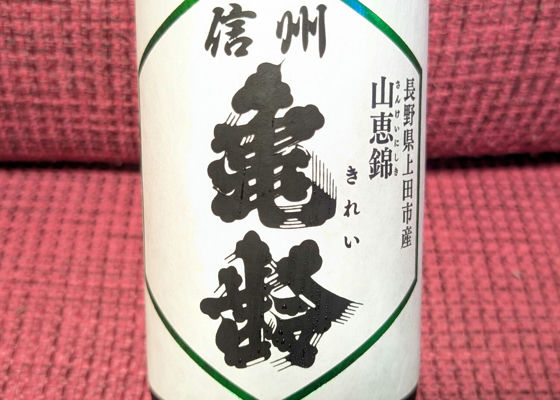 信州
亀齢
きれい
長野県上田市産
さんけいにしき
山恵錦